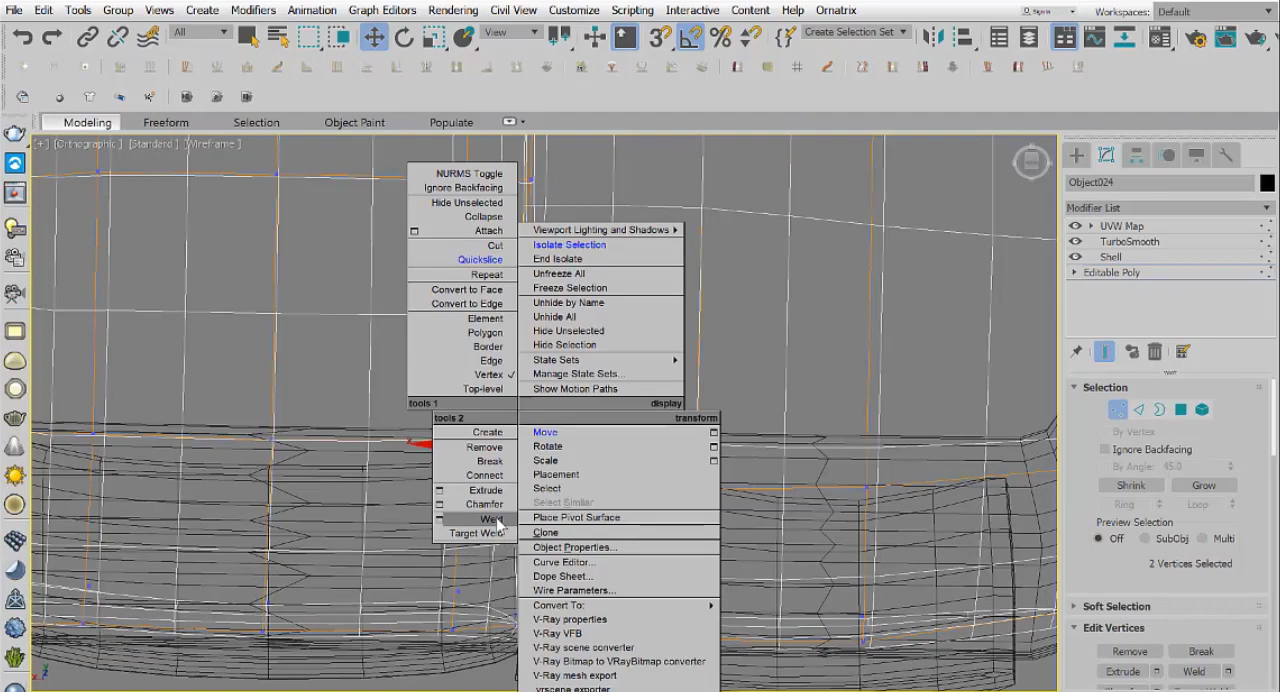 File Edit Tools Group Views Create Modifiers Animation Graph Editors Rendering Civil View Customize Scripting Interactive Content Help Ornatrix
Sign In
Workspaces: Default
All
View
Create Selection Set
Modeling Freeform Selection Object Paint Populate
[+] [Orthographic] [Standard] [Wireframe]
NURMS Toggle
Ignore Backfacing
Hide Unselected
Collapse
Attach
Cut
Quickslice
Repeat
Convert to Face
Convert to Edge
Element
Polygon
Border
Edge
Vertex ✓
Top-level
tools 1
Viewport Lighting and Shadows
Isolate Selection
End Isolate
Unfreeze All
Freeze Selection
Unhide by Name
Unhide All
Hide Unselected
Hide Selection
State Sets
Manage State Sets...
Show Motion Paths
display
tools 2
Create
Remove
Break
Connect
Extrude
Chamfer
Weld
Target Weld
transform
Move
Rotate
Scale
Placement
Select
Select Similar
Place Pivot Surface
Clone
Object Properties...
Curve Editor...
Dope Sheet...
Wire Parameters...
Convert To:
V-Ray properties
V-Ray VFB
V-Ray scene converter
V-Ray Bitmap to VRayBitmap converter
V-Ray mesh export
.vrscene exporter
Object024
Modifier List
UVW Map
TurboSmooth
Shell
Editable Poly
Selection
By Vertex
Ignore Backfacing
By Angle: 45.0
Shrink Grow
Ring Loop
Preview Selection
Off SubObj Multi
2 Vertices Selected
Soft Selection
Edit Vertices
Remove Break
Extrude Weld